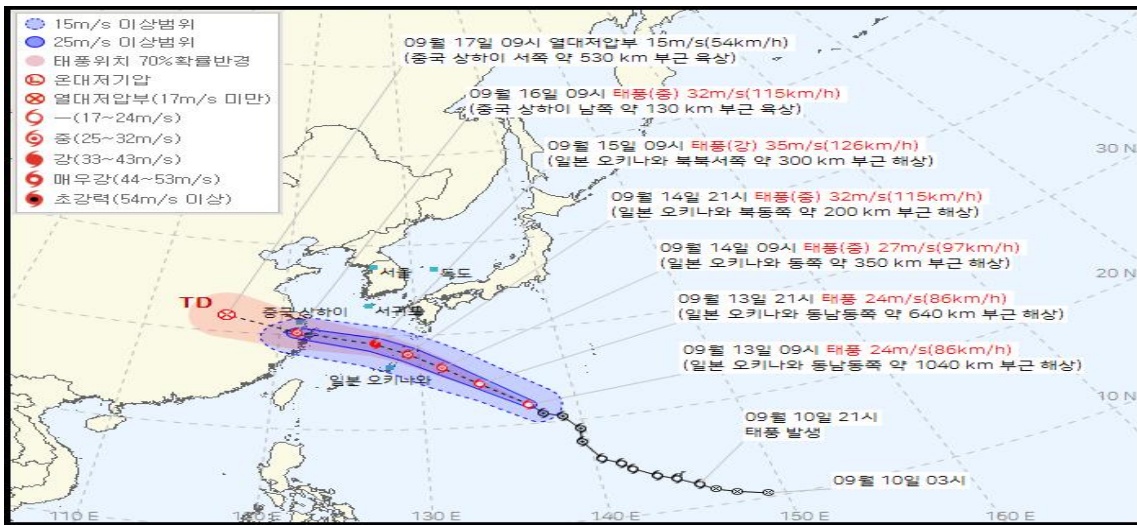 15m/s 이상범위
25m/s 이상범위
태풍위치 70%확률반경
온대저기압
열대저압부(17m/s 미만)
—(17~24m/s)
중(25~32m/s)
강(33~43m/s)
매우강(44~53m/s)
초강력(54m/s 이상)
09월 17일 09시 열대저압부 15m/s(54km/h)
(중국 상하이 서쪽 약 530 km 부근 육상)
09월 16일 09시 태풍(중) 32m/s(115km/h)
(중국 상하이 남쪽 약 130 km 부근 육상)
09월 15일 09시 태풍(강) 35m/s(126km/h)
(일본 오키나와 북북서쪽 약 300 km 부근 해상)
09월 14일 21시 태풍(중) 32m/s(115km/h)
(일본 오키나와 북동쪽 약 200 km 부근 해상)
09월 14일 09시 태풍(중) 27m/s(97km/h)
(일본 오키나와 동쪽 약 350 km 부근 해상)
09월 13일 21시 태풍 24m/s(86km/h)
(일본 오키나와 동남동쪽 약 640 km 부근 해상)
09월 13일 09시 태풍 24m/s(86km/h)
(일본 오키나와 동남동쪽 약 1040 km 부근 해상)
09월 10일 21시
태풍 발생
09월 10일 03시
30 N
20 N
10 N
서울
독도
서귀포
TD
중국 상하이
일본 오키나와
110 E
120 E
130 E
140 E
150 E
160 E